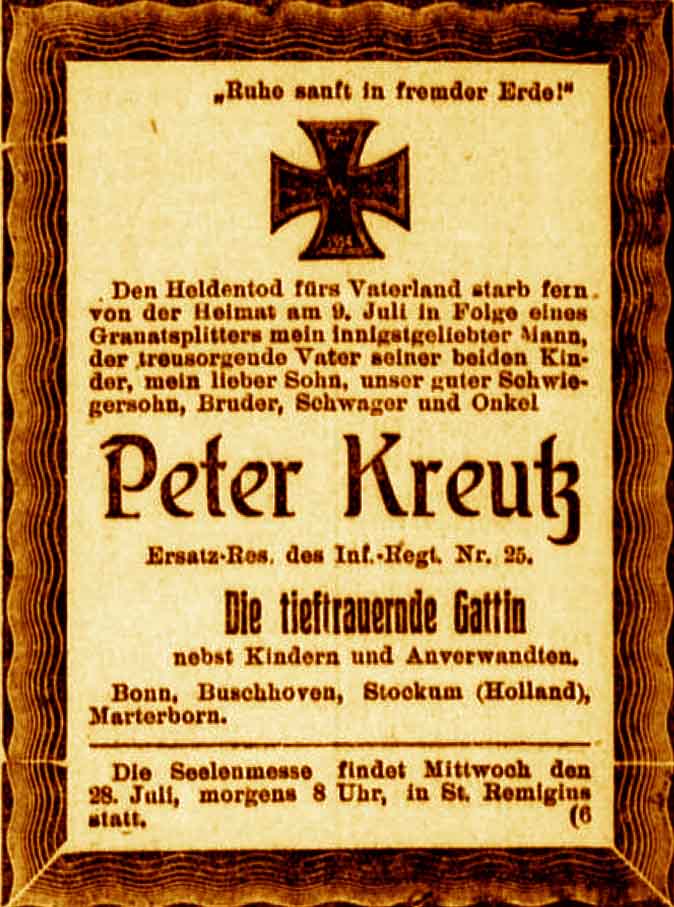 „Ruhe sanft in fremder Erde!“
1914
Den Heldentod fürs Vaterland starb fern
von der Heimat am 9. Juli in Folge eines
Granatsplitters mein innigstgeliebter Mann,
der treusorgende Vater seiner beiden Kin-
der, mein lieber Sohn, unser guter Schwie-
gersohn, Bruder, Schwager und Onkel
Peter Kreutz
Ersatz-Res. des Inf.-Regt. Nr. 25.
Die tieftrauernde Gattin
nebst Kindern und Anverwandten.
Bonn, Buschhoven, Stockum (Holland),
Marterborn.
Die Seelenmesse findet Mittwoch den
28. Juli, morgens 8 Uhr, in St. Remigius
statt. (6